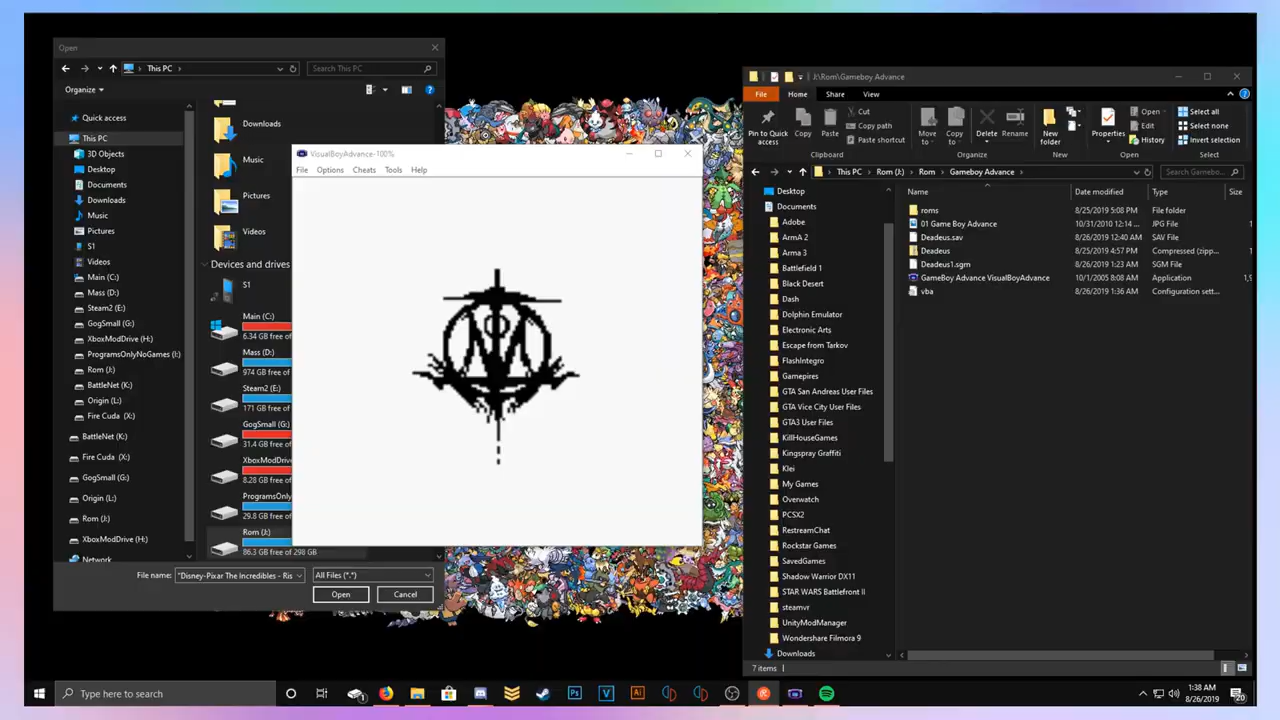 Open
This PC
Search This PC
Organize
Quick access
This PC
3D Objects
Desktop
Documents
Downloads
Music
Pictures
S1
Videos
Main (C:)
Mass (D:)
Steam2 (E:)
GogSmall (G:)
XboxModDrive (H:)
ProgramsOnlyNoGames (I:)
Rom (J:)
BattleNet (K:)
Origin (L:)
Fire Cuda (X:)
BattleNet (K:)
Fire Cuda (X:)
GogSmall (G:)
Origin (L:)
Rom (J:)
XboxModDrive (H:)
Network
Downloads
Music
Pictures
Videos
Devices and drives
S1
Main (C:)
6.34 GB free of
Mass (D:)
974 GB free of
Steam2 (E:)
171 GB free of
GogSmall (G:)
31.4 GB free of
XboxModDrive
8.28 GB free of
ProgramsOnly
29.8 GB free of
Rom (J:)
86.3 GB free of 298 GB
File name: "Disney-Pixar The Incredibles - Ris
All Files (*.*)
Open
Cancel
VisualBoyAdvance-100%
File Options Cheats Tools Help
J:\Rom\Gameboy Advance
File Home Share View
Pin to Quick access
Copy
Paste
Cut
Copy path
Paste shortcut
Clipboard
Move to
Copy to
Delete
Rename
Organize
New folder
New
Properties
Open
Edit
History
Open
Select all
Select none
Invert selection
Select
This PC Rom (J:) Rom Gameboy Advance
Search Gamebo...
Desktop
Documents
Adobe
ArmA 2
Arma 3
Battlefield 1
Black Desert
Dash
Dolphin Emulator
Electronic Arts
Escape from Tarkov
FlashIntegro
Gamepires
GTA San Andreas User Files
GTA Vice City User Files
GTA3 User Files
KillHouseGames
Kingspray Graffiti
Klei
My Games
Overwatch
PCSX2
RestreamChat
Rockstar Games
SavedGames
Shadow Warrior DX11
STAR WARS Battlefront II
steamvr
UnityModManager
Wondershare Filmora 9
Downloads
Name Date modified Type Size
roms 8/25/2019 5:08 PM File folder
01 Game Boy Advance 10/31/2010 12:14 ... JPG File 1
Deadeus.sav 8/26/2019 12:40 AM SAV File
Deadeus 8/25/2019 4:57 PM Compressed (zipp...
Deadeus1.sgm 8/26/2019 1:23 AM SGM File
GameBoy Advance VisualBoyAdvance 10/1/2005 8:08 AM Application 1,9
vba 8/26/2019 1:36 AM Configuration sett...
7 items
Type here to search
Ps
V
Ai
1:38 AM
8/26/2019
20